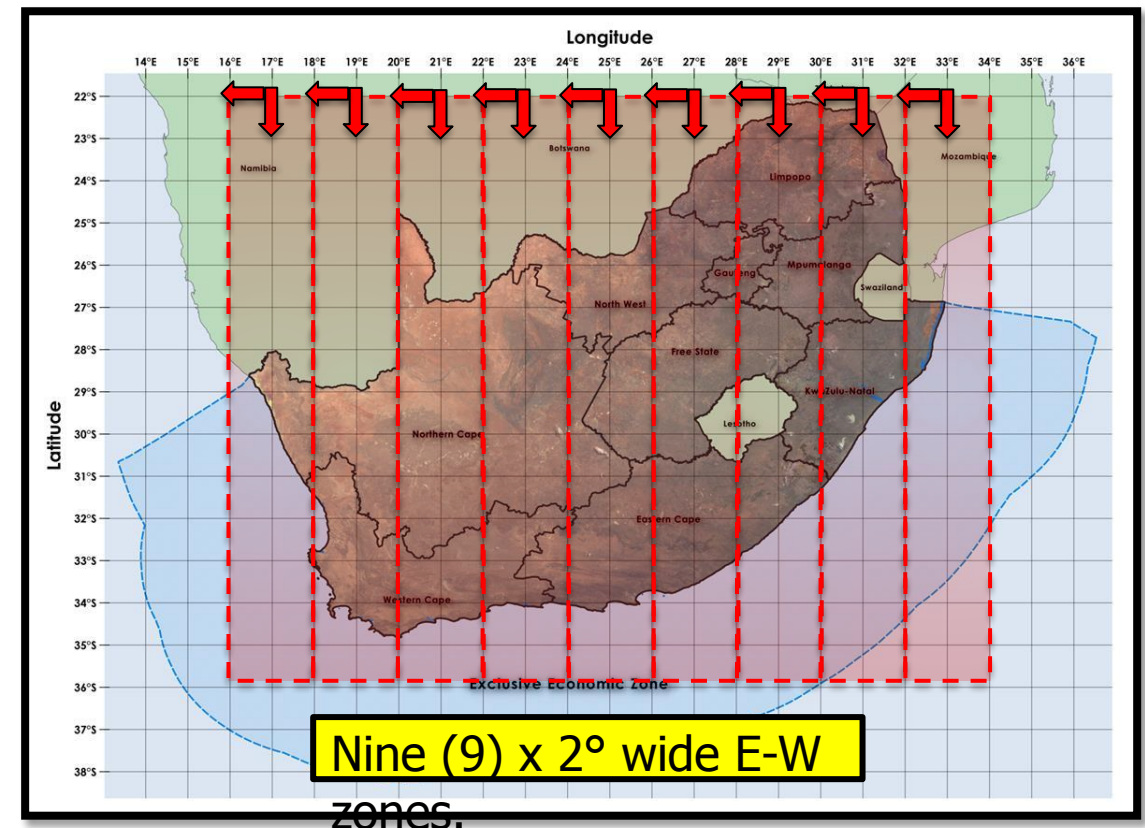 Longitude
14°E 15°E 16°E 17°E 18°E 19°E 20°E 21°E 22°E 23°E 24°E 25°E 26°E 27°E 28°E 29°E 30°E 31°E 32°E 33°E 34°E 35°E 36°E
22°S
23°S
Botswana
Mozambique
Namibia
24°S
Limpopo
25°S
26°S
Mpumalanga
Gauteng
Swaziland
27°S
North West
28°S
Free State
29°S
KwaZulu-Natal
Latitude
Lesotho
30°S
Northern Cape
31°S
32°S
Eastern Cape
33°S
34°S
Western Cape
35°S
36°S
Exclusive Economic Zone
37°S
38°S
Nine (9) x 2° wide E-W
zones.